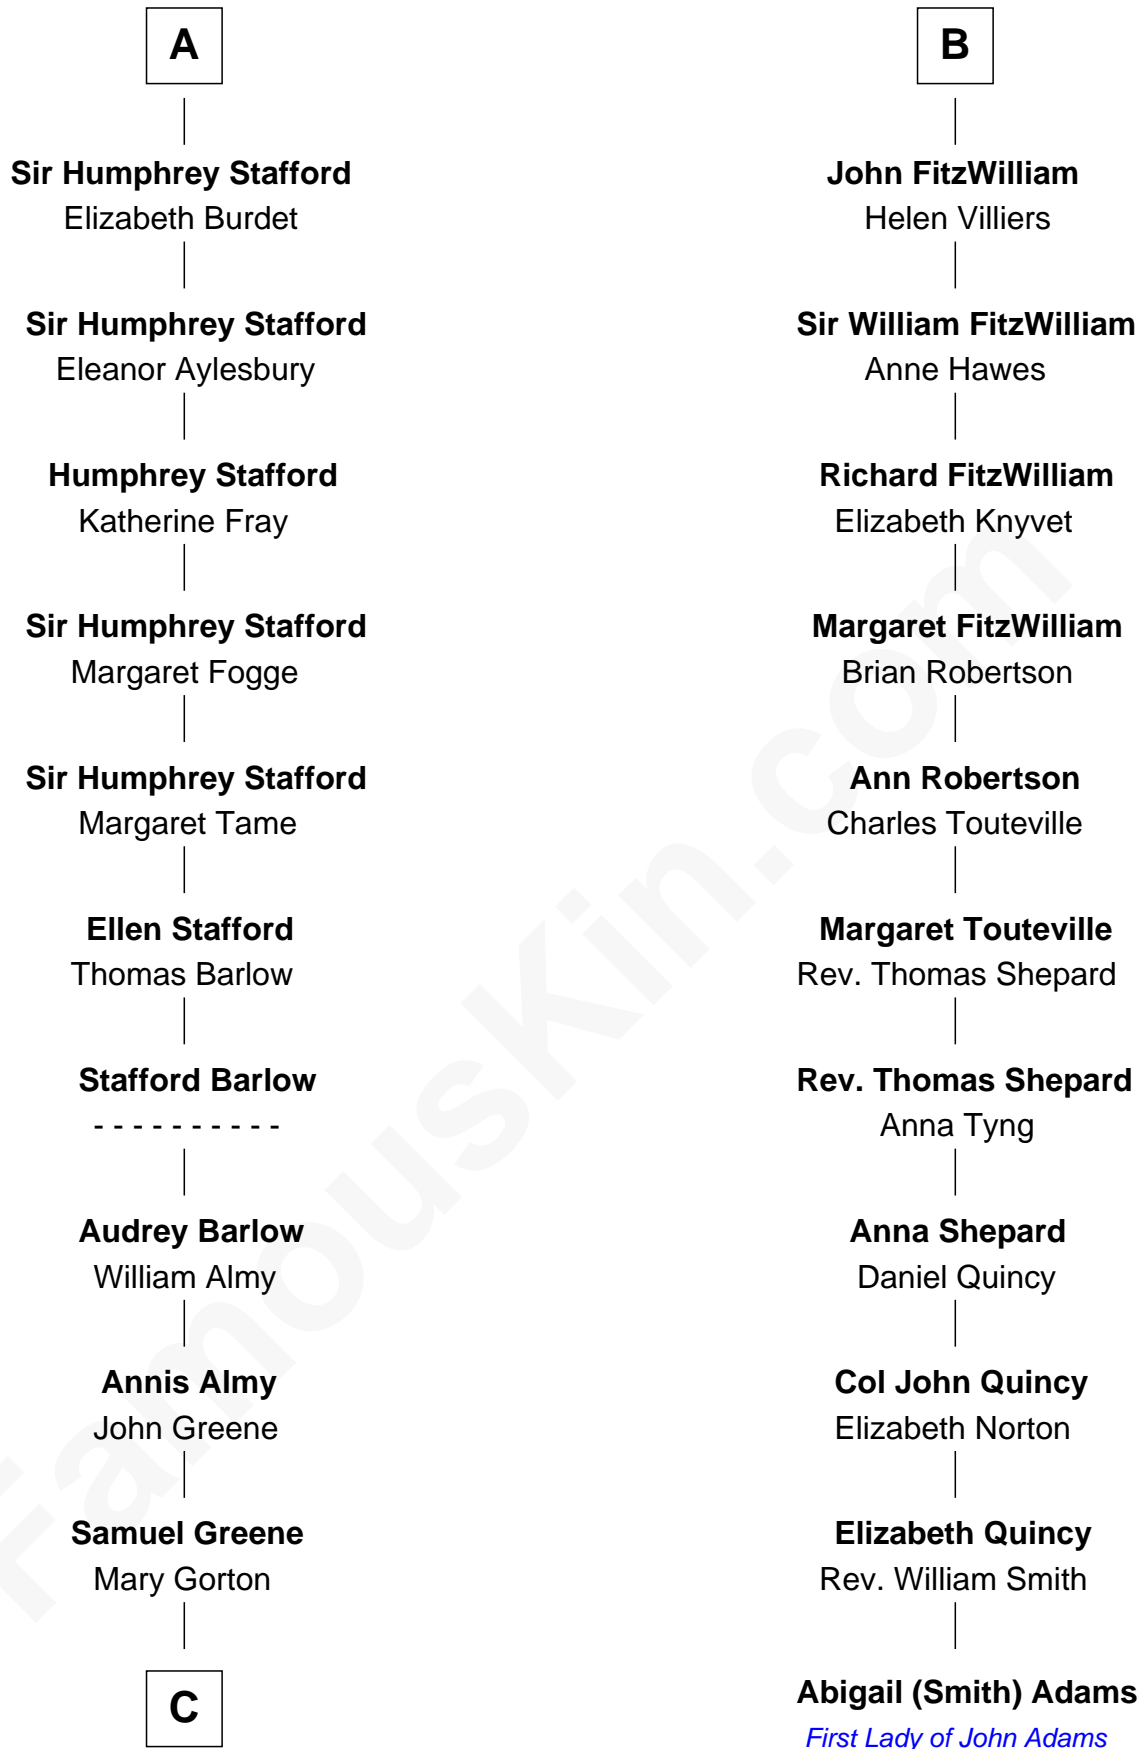 A
Sir Humphrey Stafford
Elizabeth Burdet
Sir Humphrey Stafford
Eleanor Aylesbury
Humphrey Stafford
Katherine Fray
Sir Humphrey Stafford
Margaret Fogge
Sir Humphrey Stafford
Margaret Tame
Ellen Stafford
Thomas Barlow
Stafford Barlow
- - - - - - - - - -
Audrey Barlow
William Almy
Annis Almy
John Greene
Samuel Greene
Mary Gorton
C
B
John FitzWilliam
Helen Villiers
Sir William FitzWilliam
Anne Hawes
Richard FitzWilliam
Elizabeth Knyvet
Margaret FitzWilliam
Brian Robertson
Ann Robertson
Charles Touteville
Margaret Touteville
Rev. Thomas Shepard
Rev. Thomas Shepard
Anna Tyng
Anna Shepard
Daniel Quincy
Col John Quincy
Elizabeth Norton
Elizabeth Quincy
Rev. William Smith
Abigail (Smith) Adams
First Lady of John Adams
FamousKin.com